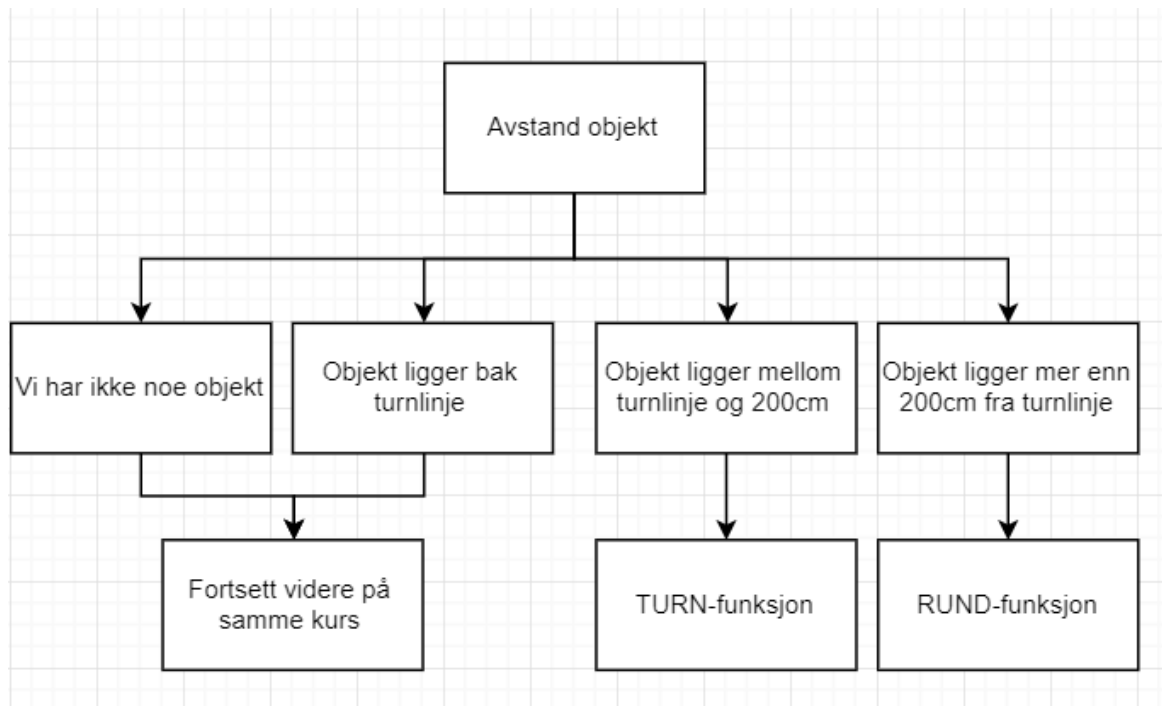 Avstand objekt
Vi har ikke noe objekt
Objekt ligger bak
turnlinje
Objekt ligger mellom
turnlinje og 200cm
Objekt ligger mer enn
200cm fra turnlinje
Fortsett videre på
samme kurs
TURN-funksjon
RUND-funksjon